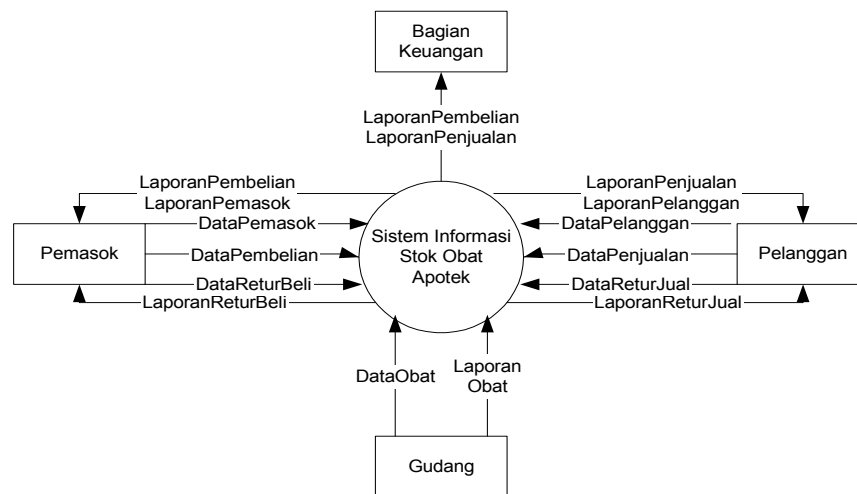 Bagian
Keuangan
LaporanPembelian
LaporanPenjualan
LaporanPembelian
LaporanPemasok
DataPemasok
Pemasok
DataPembelian
DataReturBeli
LaporanReturBeli
Sistem Informasi
Stok Obat
Apotek
LaporanPenjualan
LaporanPelanggan
DataPelanggan
DataPenjualan
Pelanggan
DataReturJual
LaporanReturJual
DataObat
Laporan
Obat
Gudang